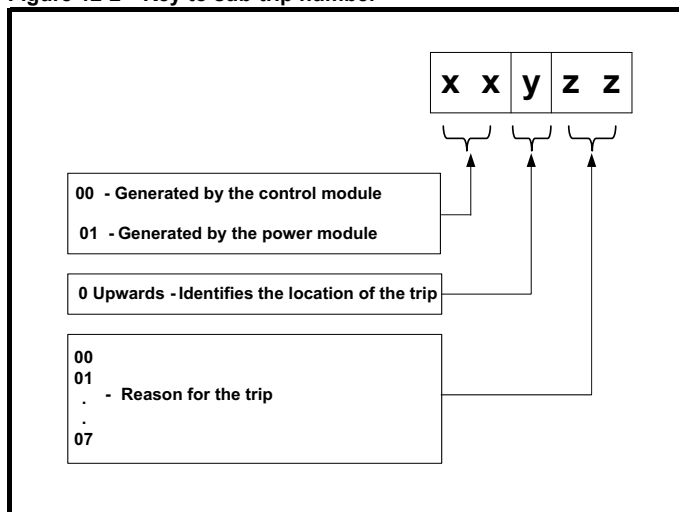 Figure 12-2 Key to sub-trip number
x x y z z
00 - Generated by the control module
01 - Generated by the power module
0 Upwards - Identifies the location of the trip
00
01
.
- Reason for the trip
.
07